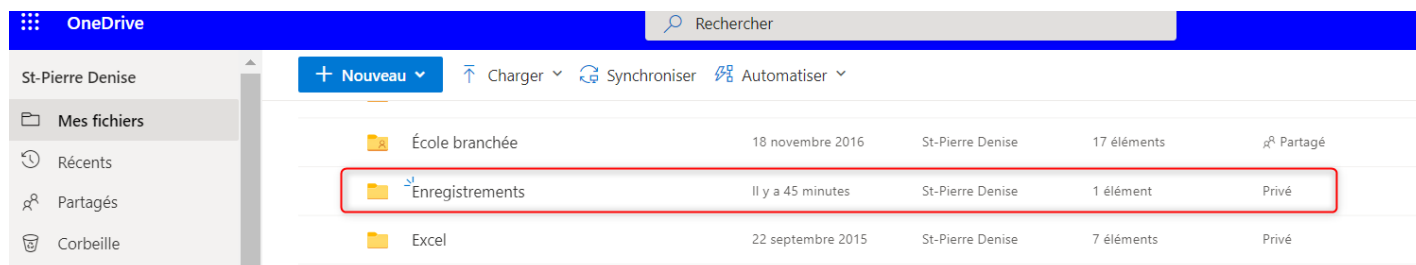 OneDrive
Rechercher
St-Pierre Denise
Nouveau Charger Synchroniser Automatiser
Mes fichiers
Récents
Partagés
Corbeille
École branchée 18 novembre 2016 St-Pierre Denise 17 éléments Partagé
Enregistrements Il y a 45 minutes St-Pierre Denise 1 élément Privé
Excel 22 septembre 2015 St-Pierre Denise 7 éléments Privé